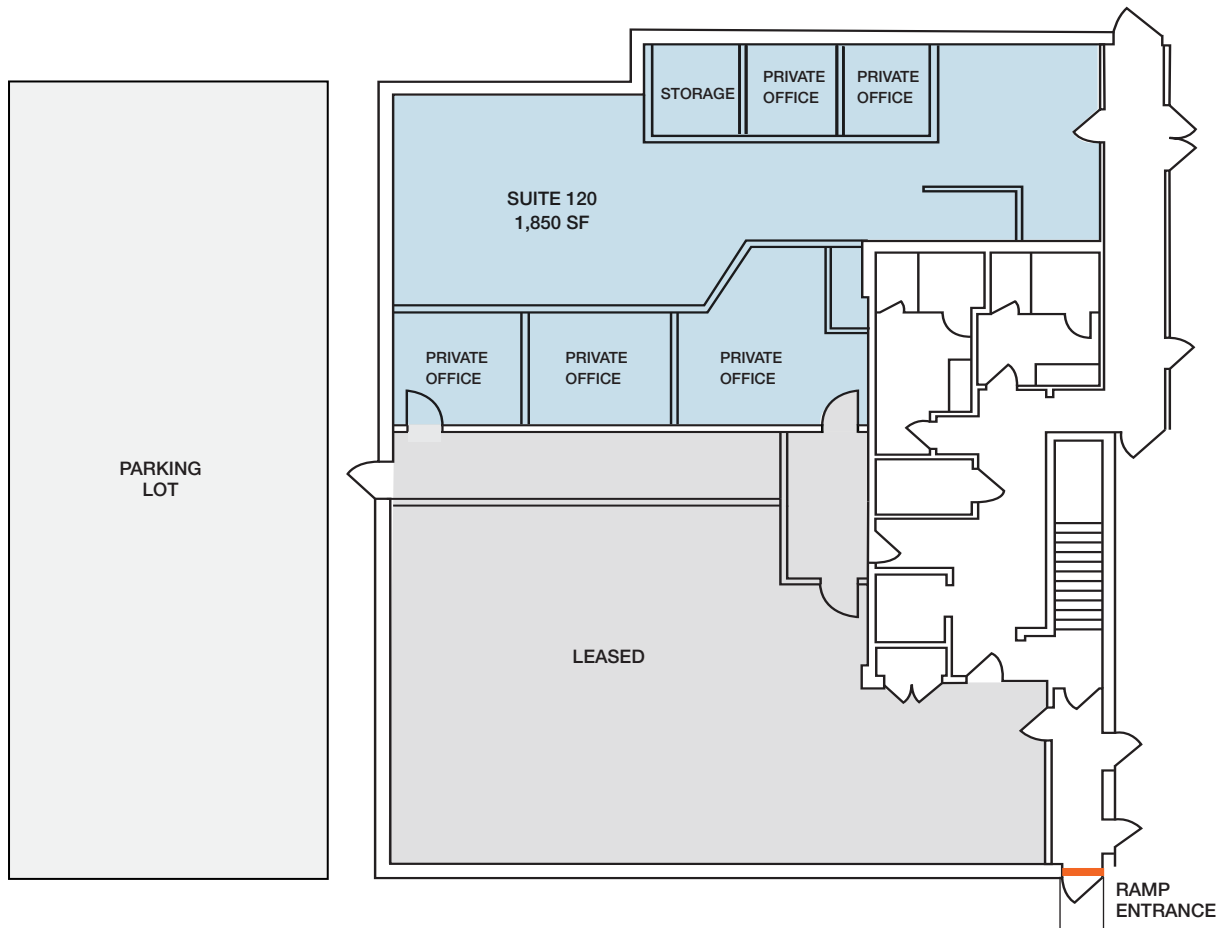 STORAGE
PRIVATE
OFFICE
PRIVATE
OFFICE
SUITE 120
1,850 SF
PRIVATE
OFFICE
PRIVATE
OFFICE
PRIVATE
OFFICE
PARKING
LOT
LEASED
RAMP
ENTRANCE